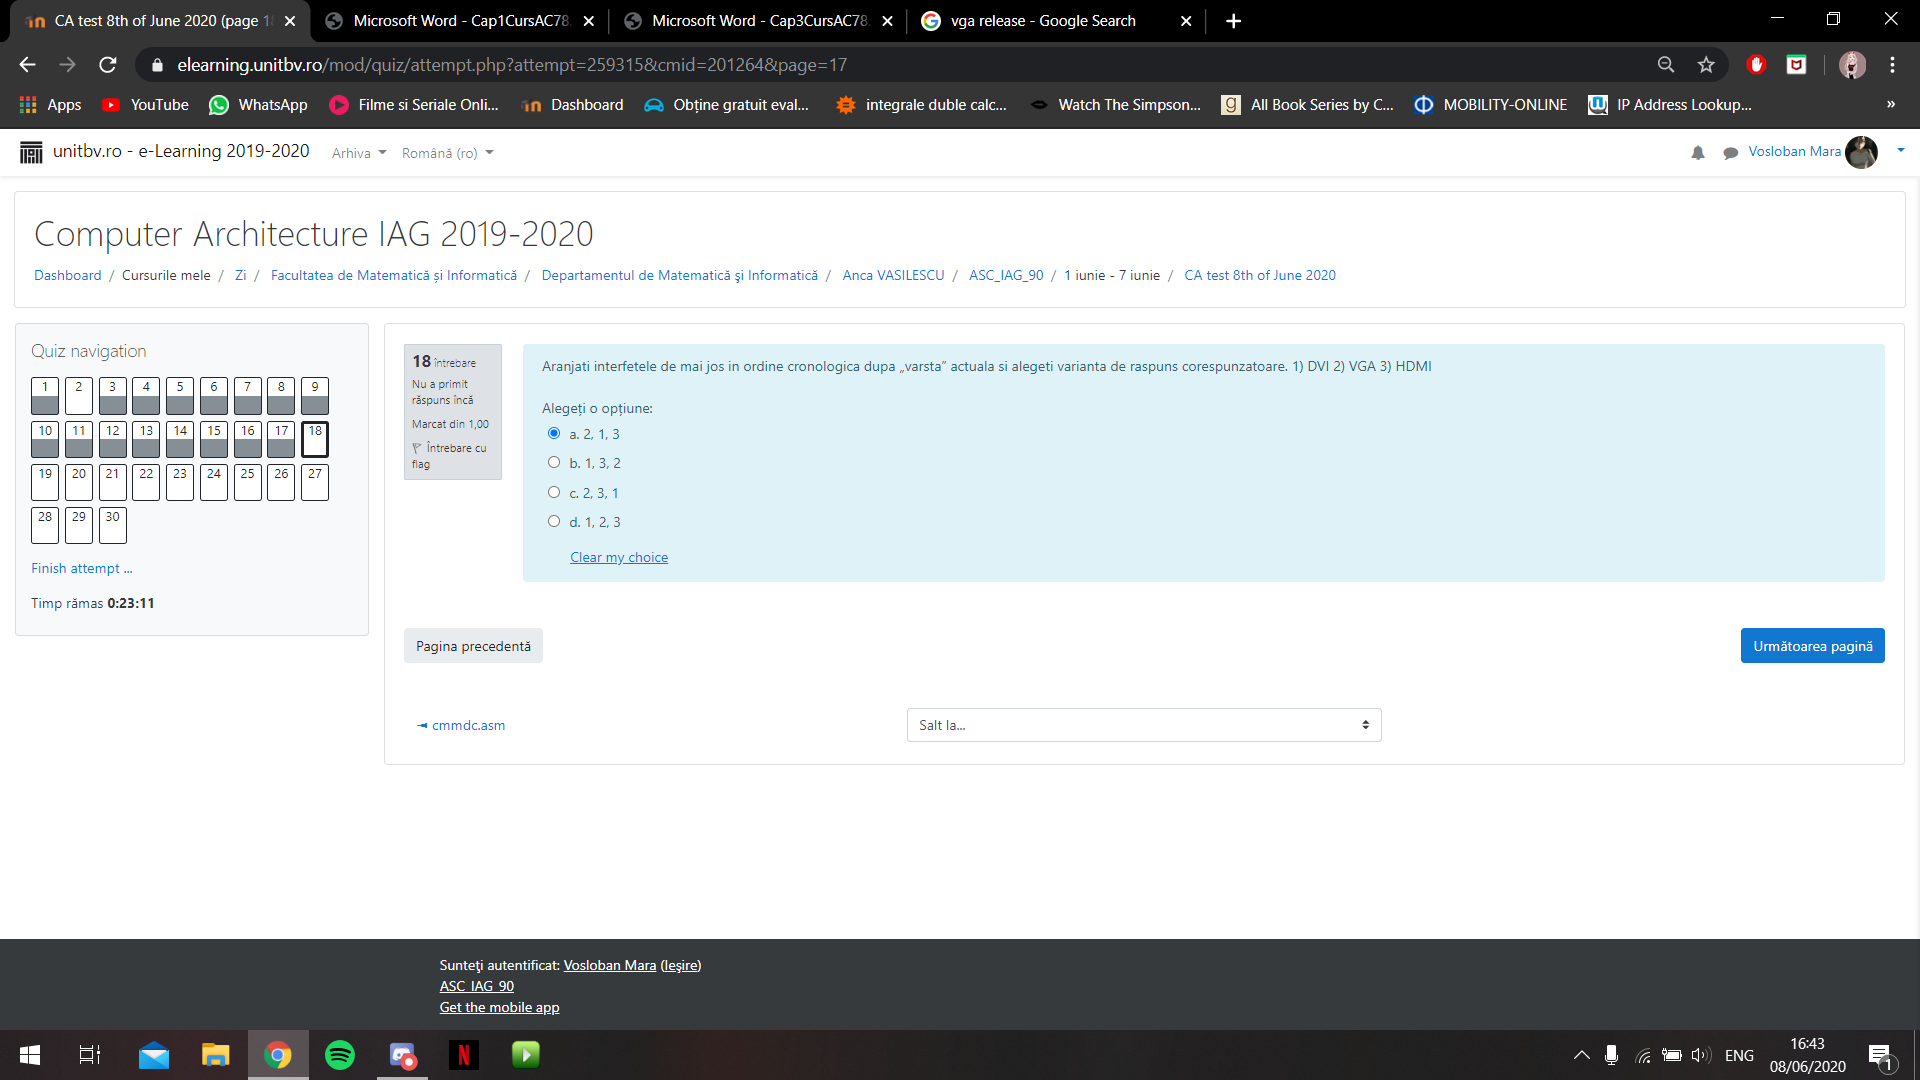 CA test 8th of June 2020 (page 18
Microsoft Word - Cap1CursAC78
Microsoft Word - Cap3CursAC78
vga release - Google Search
elearning.unitbv.ro/mod/quiz/attempt.php?attempt=259315&cmid=201264&page=17
Apps
YouTube
WhatsApp
Filme si Seriale Onli...
Dashboard
Obține gratuit eval...
integrale duble calc...
Watch The Simpson...
All Book Series by C...
MOBILITY-ONLINE
IP Address Lookup...
»
unitbv.ro - e-Learning 2019-2020
Arhiva
Română (ro)
Vosloban Mara
Computer Architecture IAG 2019-2020
Dashboard / Cursurile mele / Zi / Facultatea de Matematică și Informatică / Departamentul de Matematică şi Informatică / Anca VASILESCU / ASC_IAG_90 / 1 iunie - 7 iunie / CA test 8th of June 2020
Quiz navigation
1 2 3 4 5 6 7 8 9
10 11 12 13 14 15 16 17 18
19 20 21 22 23 24 25 26 27
28 29 30
Finish attempt ...
Timp rămas 0:23:11
18 întrebare
Nu a primit
răspuns încă
Marcat din 1,00
Întrebare cu
flag
Aranjati interfetele de mai jos in ordine cronologica dupa „varsta” actuala si alegeti varianta de raspuns corespunzatoare. 1) DVI 2) VGA 3) HDMI
Alegeți o opțiune:
a. 2, 1, 3
b. 1, 3, 2
c. 2, 3, 1
d. 1, 2, 3
Clear my choice
Pagina precedentă
Următoarea pagină
◄ cmmdc.asm
Salt la...
Sunteţi autentificat: Vosloban Mara (Ieşire)
ASC_IAG_90
Get the mobile app
ENG
16:43
08/06/2020
1